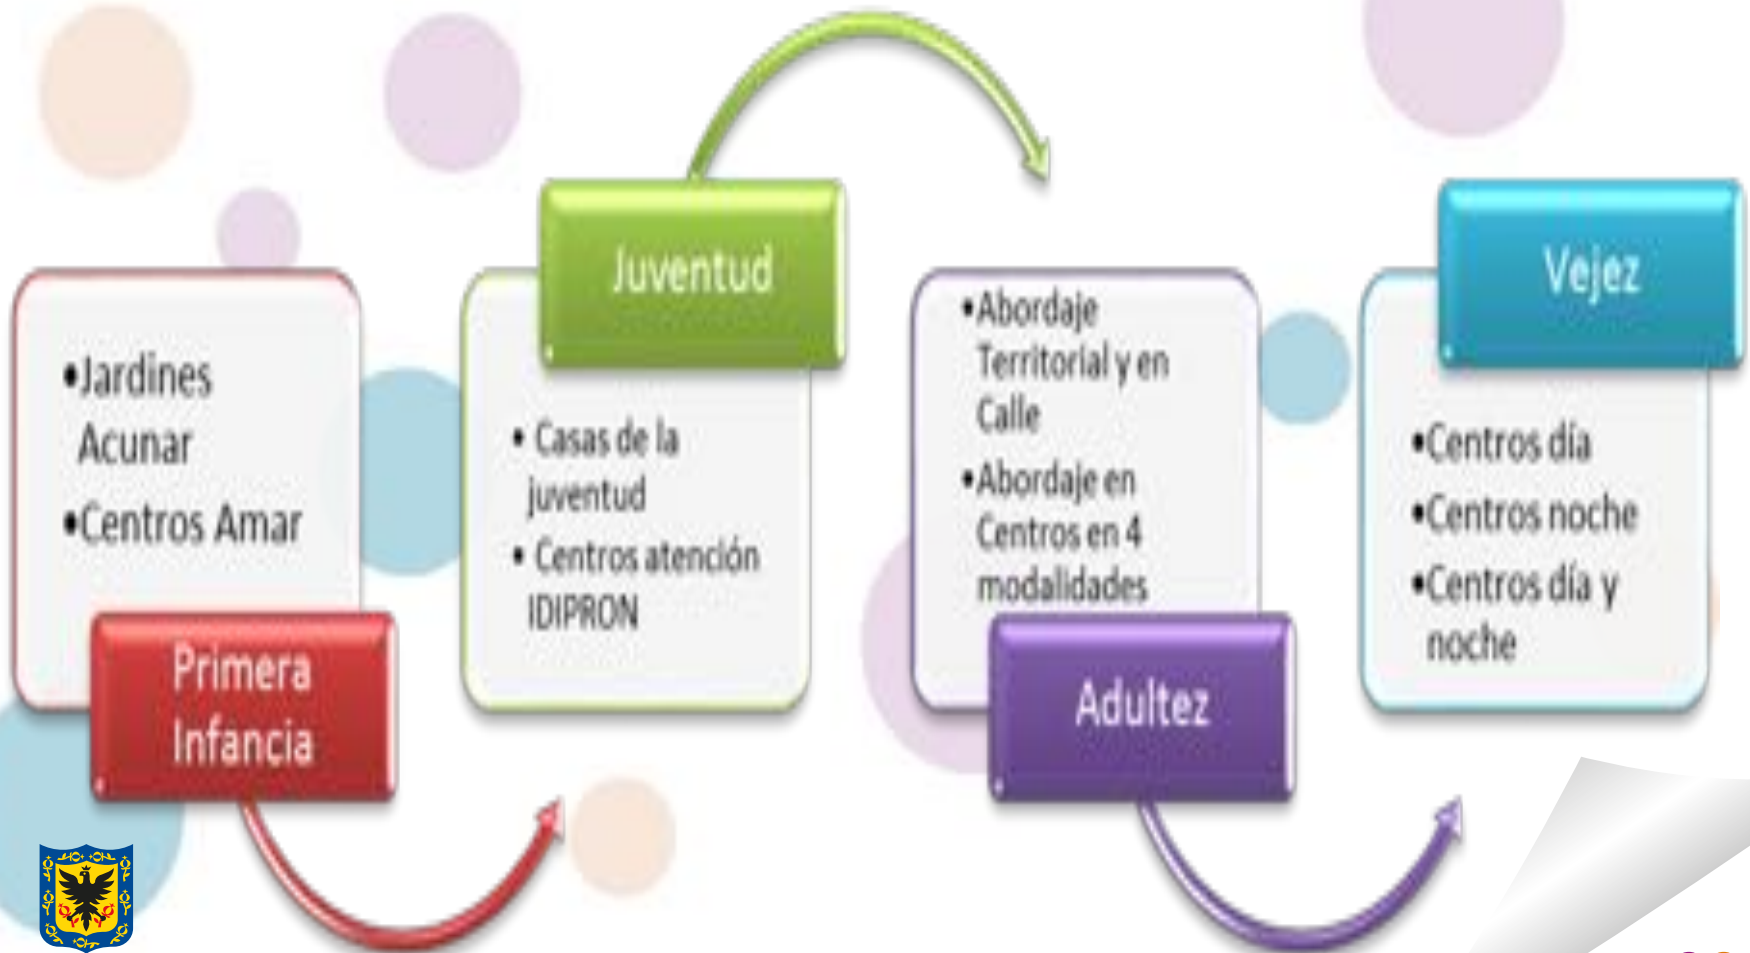 •Jardines
Acunar
•Centros Amar
Primera
Infancia
Juventud
• Casas de la
juventud
• Centros atención
IDIPRON
•Abordaje
Territorial y en
Calle
•Abordaje en
Centros en 4
modalidades
Adultez
Vejez
•Centros día
•Centros noche
•Centros día y
noche